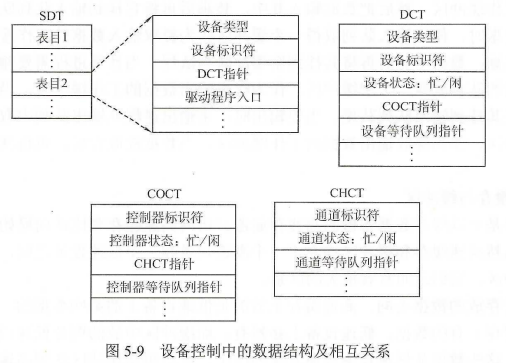 SDT
表目1
⋮
表目2
⋮
设备类型
设备标识符
DCT指针
驱动程序入口
⋮
DCT
设备类型
设备标识符
设备状态：忙/闲
COCT指针
设备等待队列指针
⋮
COCT
控制器标识符
控制器状态：忙/闲
CHCT指针
控制器等待队列指针
⋮
CHCT
通道标识符
通道状态：忙/闲
通道等待队列指针
⋮
图 5-9 设备控制中的数据结构及相互关系